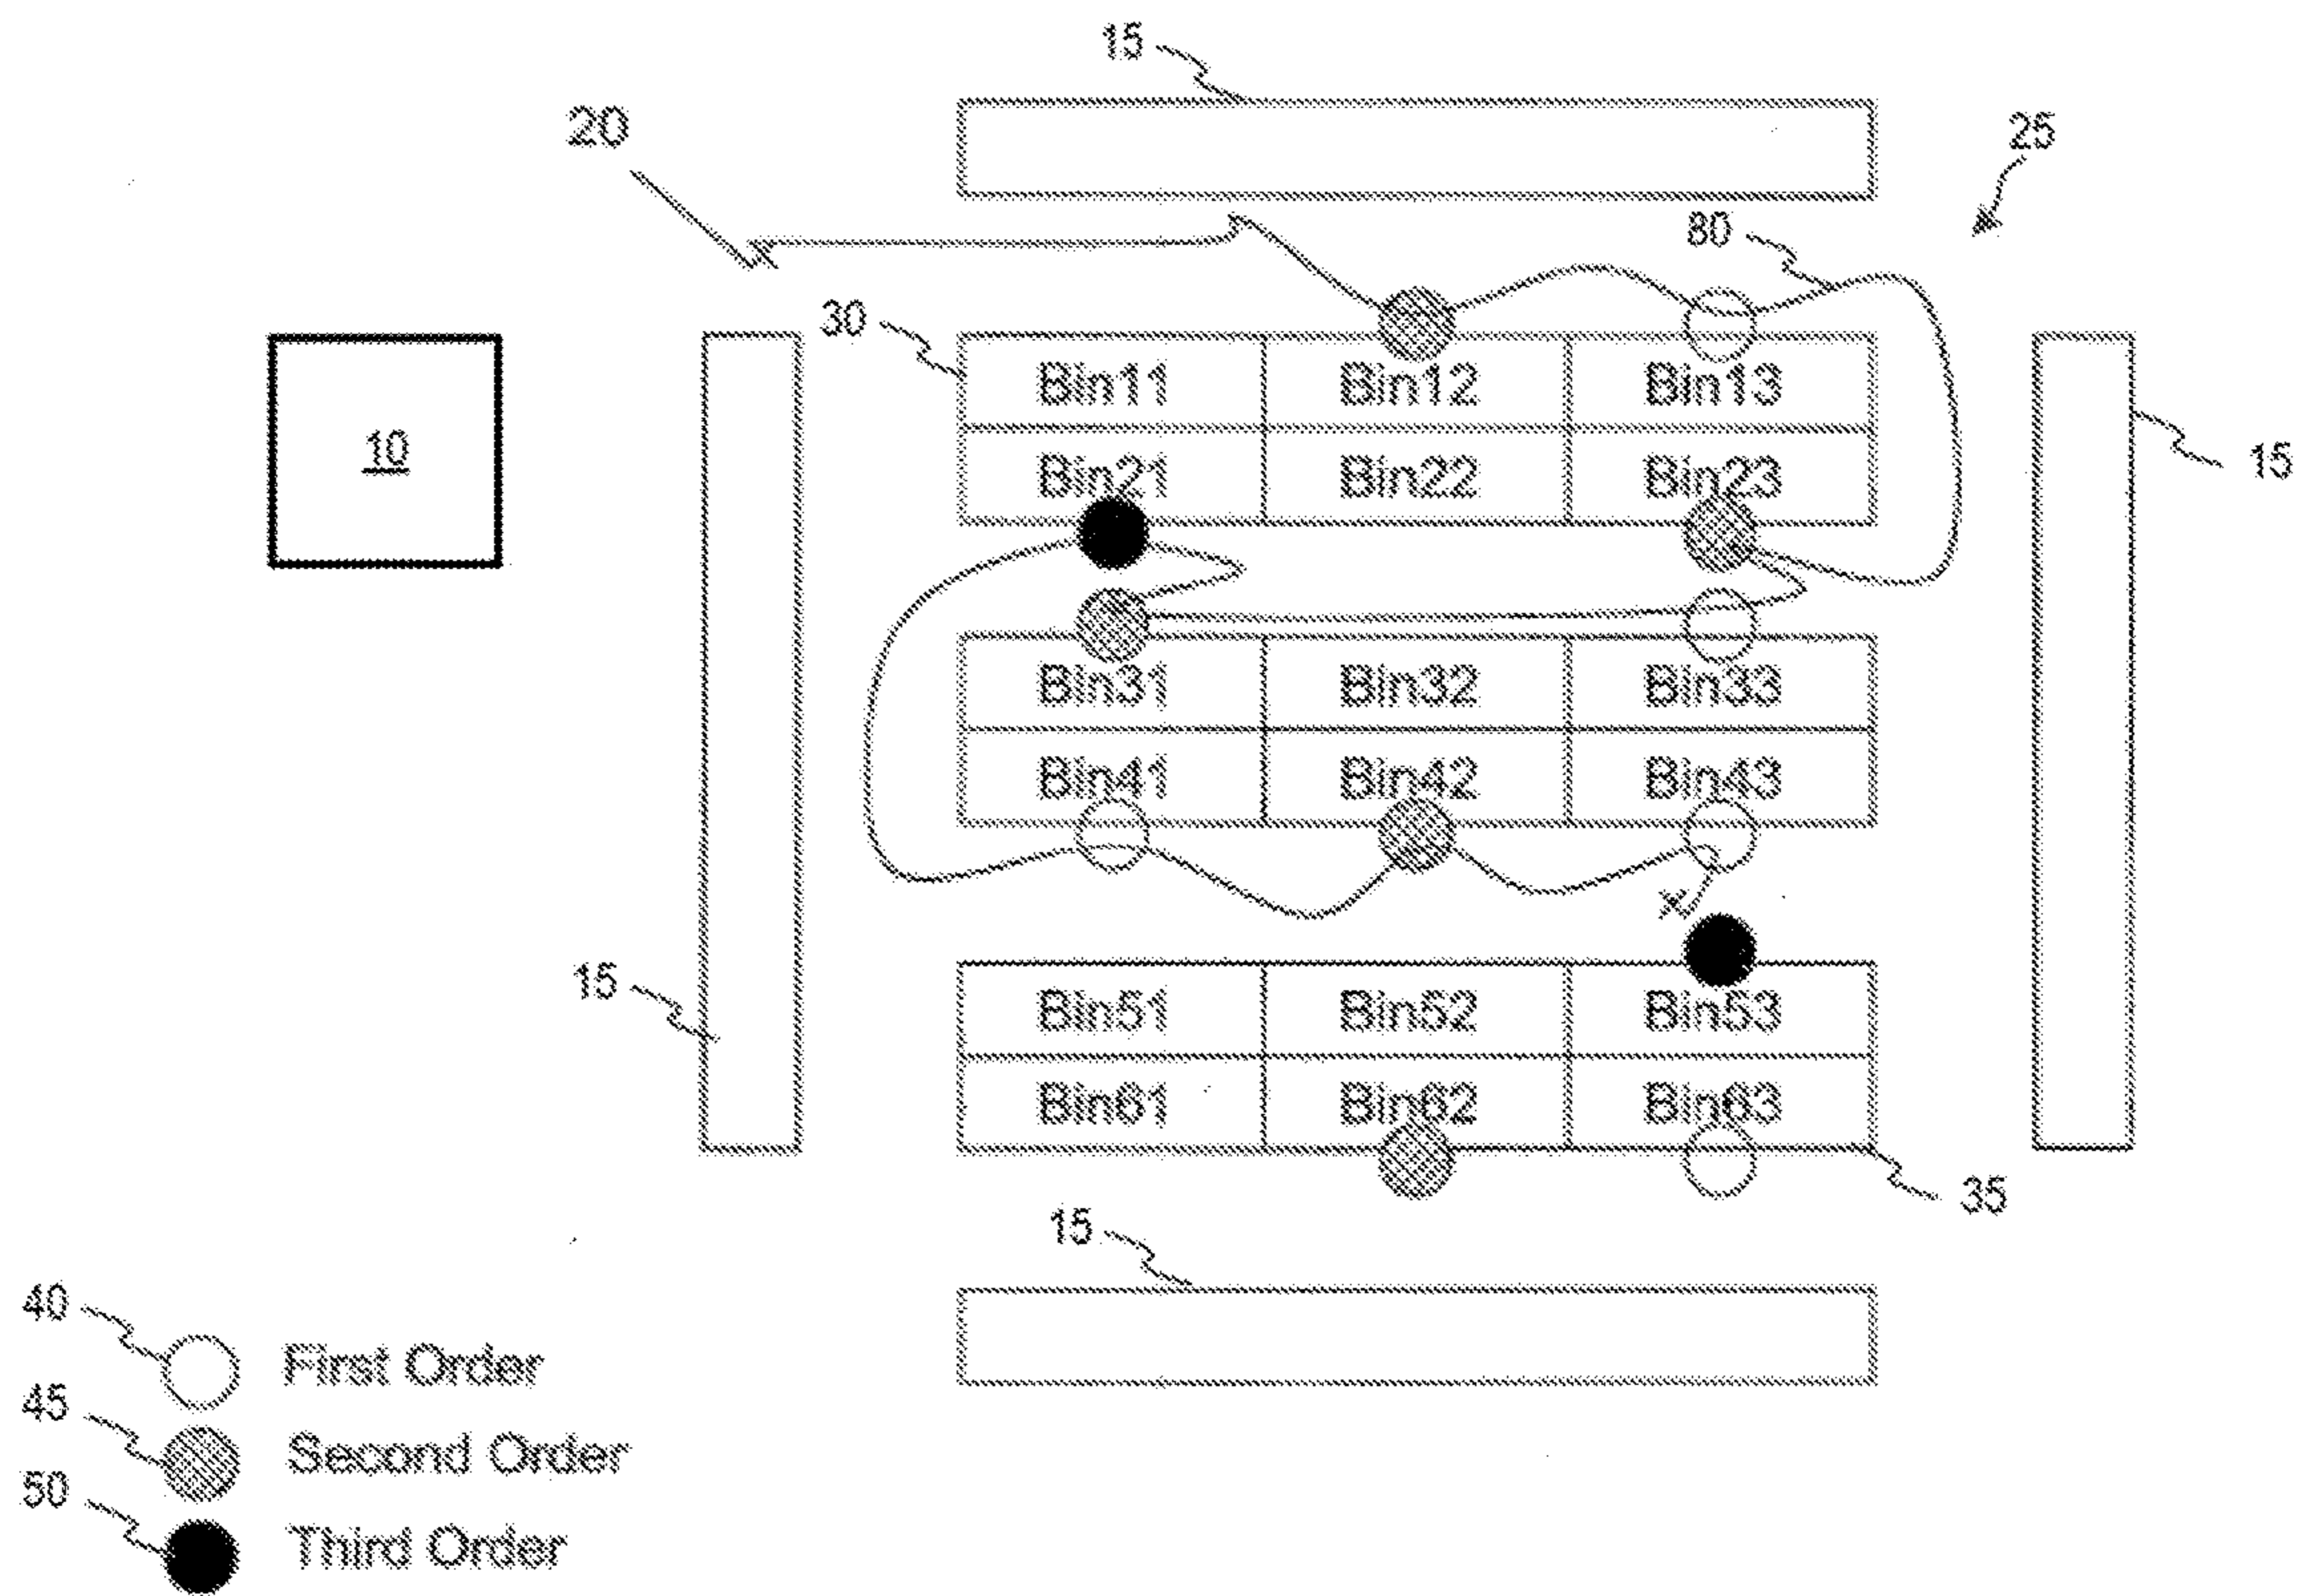 15
20
25
80
30
Bin11 Bin12 Bin13
10
Bin21 Bin22 Bin23
15
Bin31 Bin32 Bin33
Bin41 Bin42 Bin43
15
Bin51 Bin52 Bin53
Bin61 Bin62 Bin63
35
15
40 First Order
45 Second Order
50 Third Order